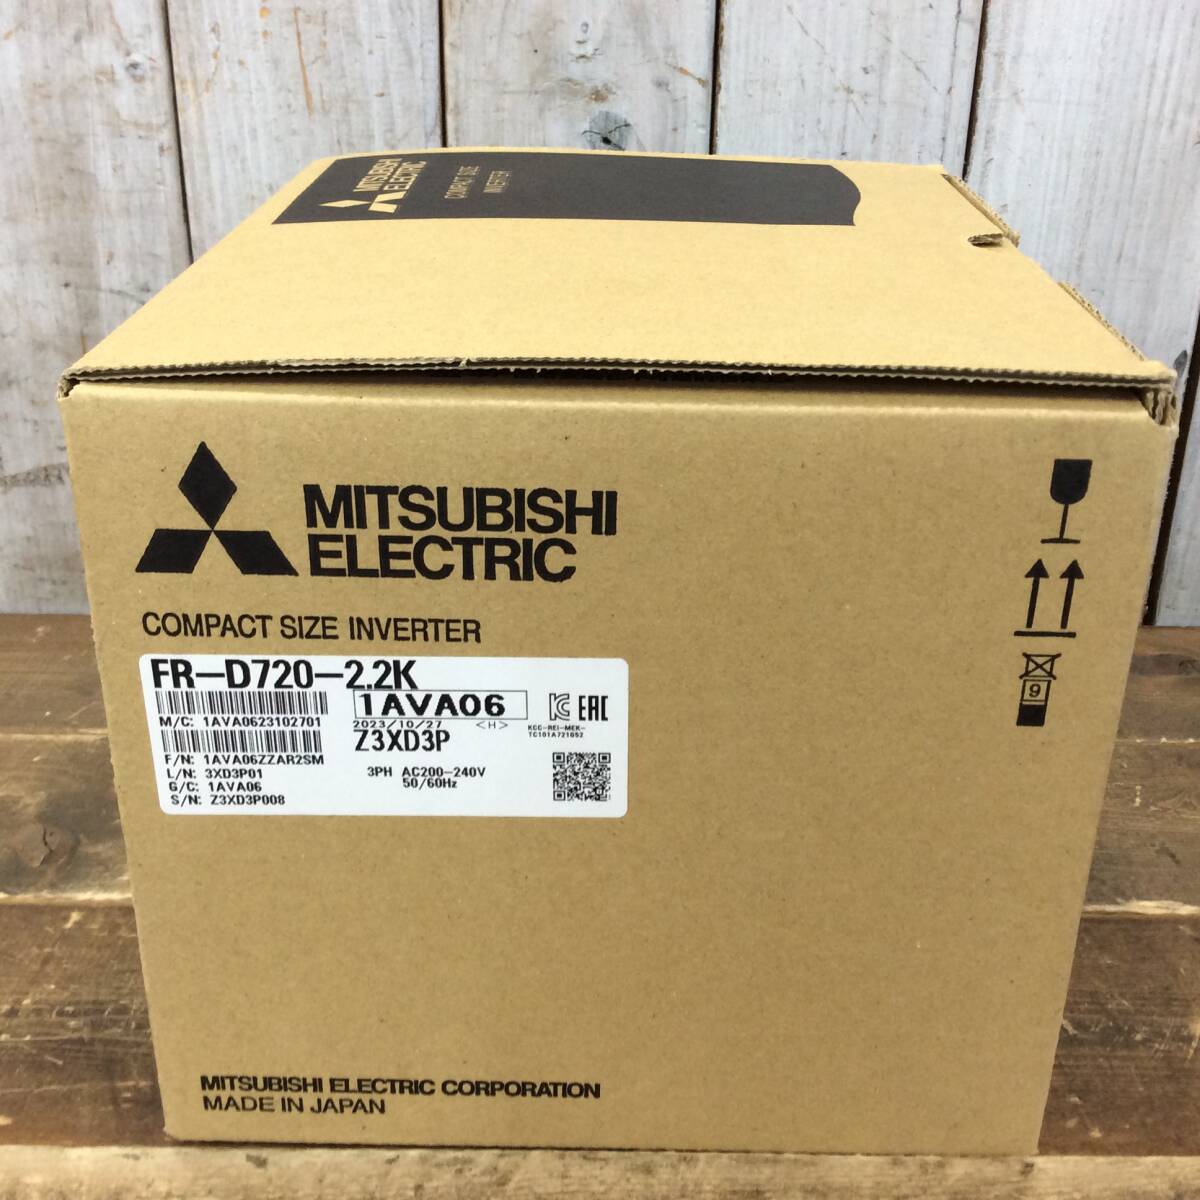 MITSUBISHI
ELECTRIC
COMPACT SIZE
INVERTER
MITSUBISHI
ELECTRIC
COMPACT SIZE INVERTER
FR-D720-2.2K
1AVA06
M/C: 1AVA0623102701
2023/10/27 <H>
KCC-REI-MEK-
TC101A721G52
Z3XD3P
F/N: 1AVA06ZZAR2SM
L/N: 3XD3P01
G/C: 1AVA06
S/N: Z3XD3P008
3PH AC200-240V
50/60Hz
EAC
9
MITSUBISHI ELECTRIC CORPORATION
MADE IN JAPAN